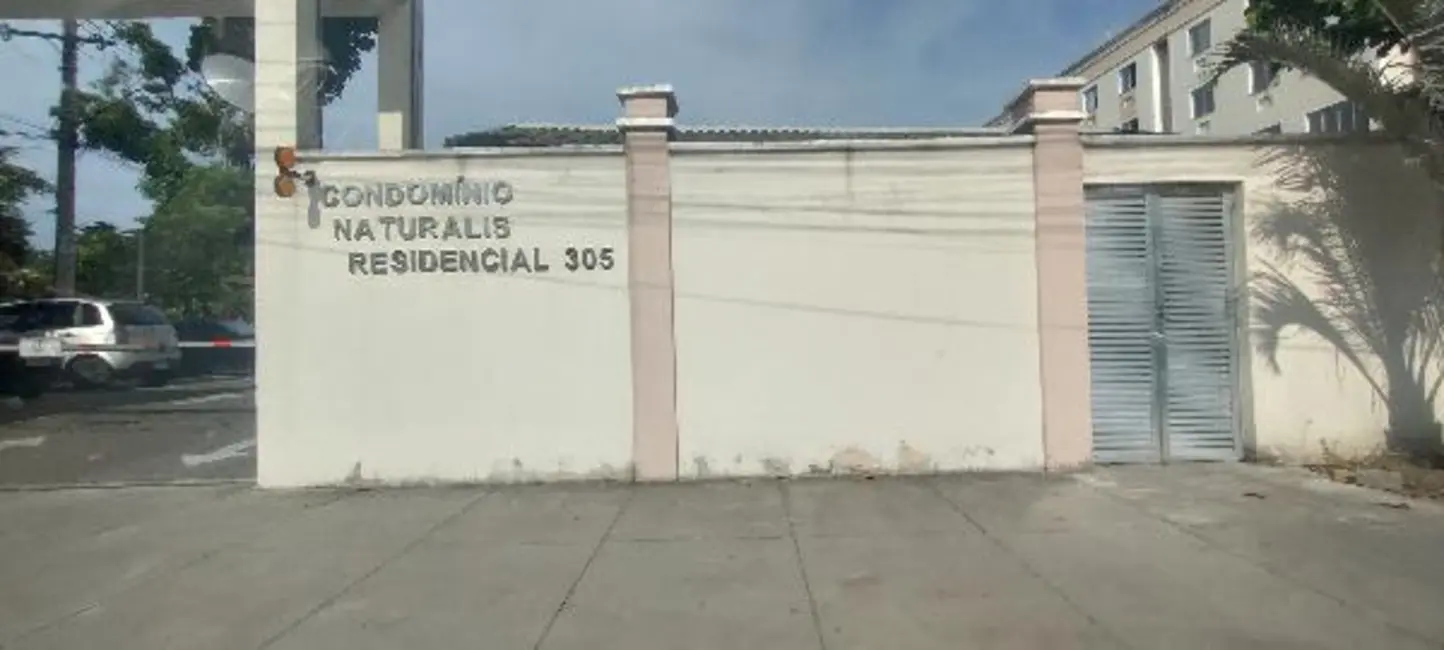 CONDOMÍNIO
NATURALIS
RESIDENCIAL 305